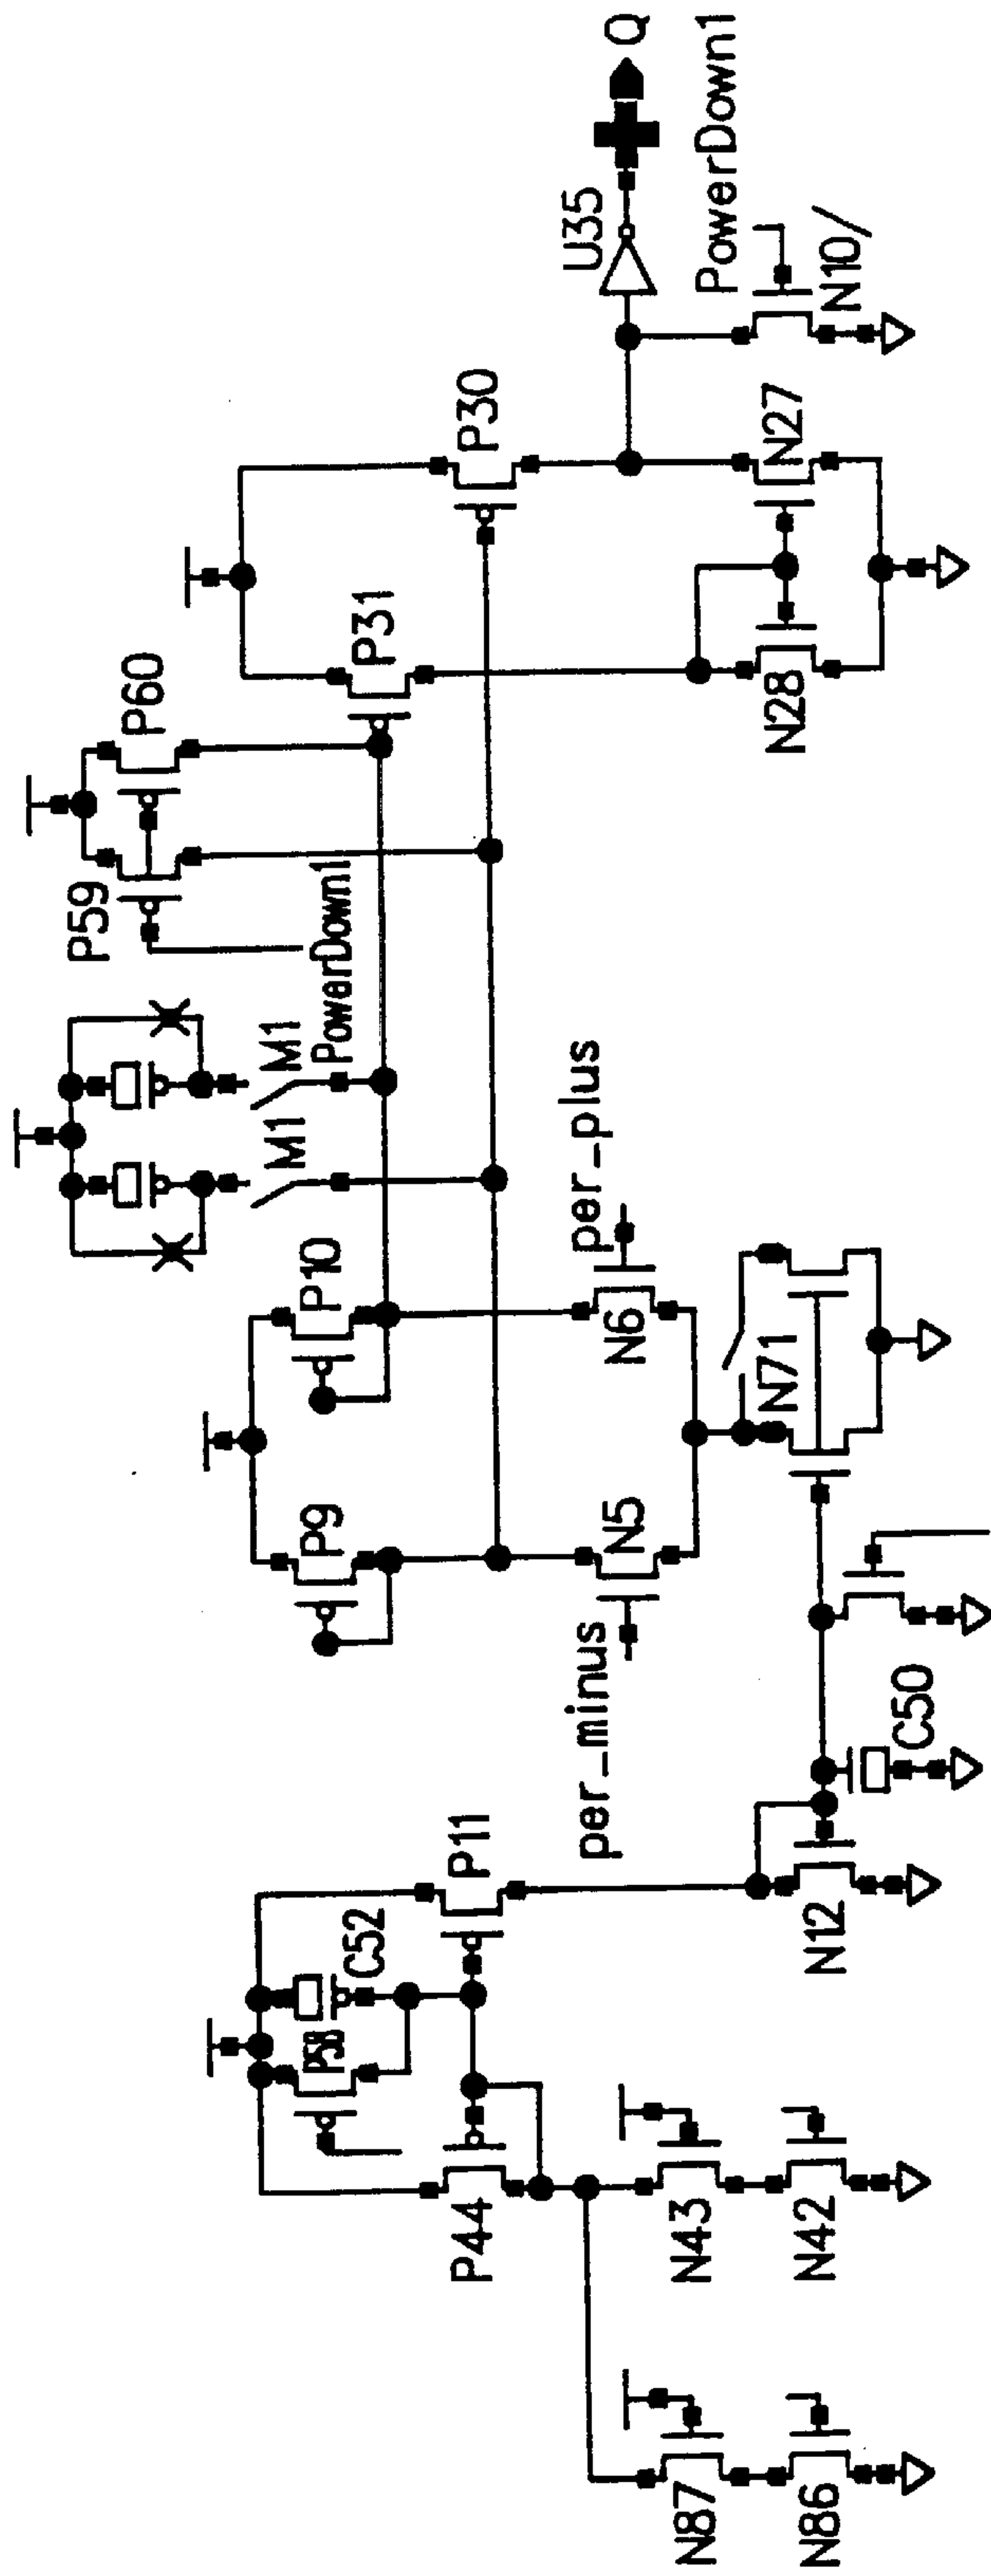 P59
P60
M1
M1
PowerDown1
P58
C52
P9
P10
P31
P44
P11
P30
per_minus
N5
N6
per_plus
U35
Q
PowerDown1
N87
N43
N71
N86
N42
N12
C50
N28
N27
N10/